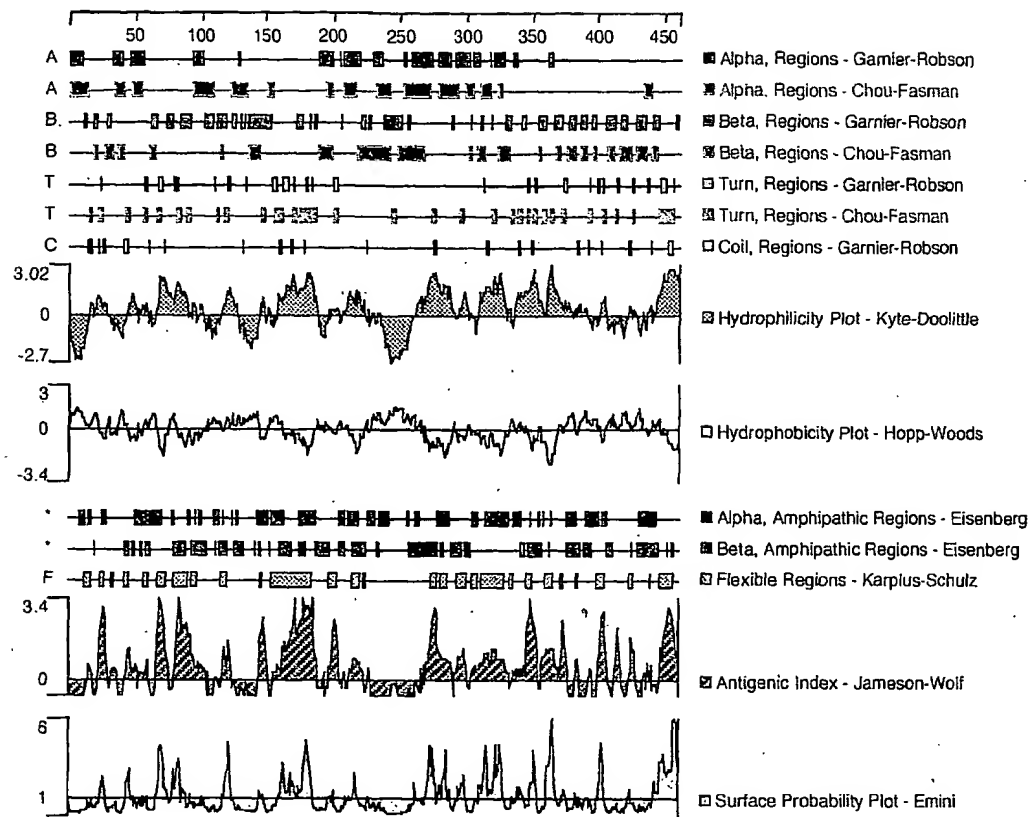 50 100 150 200 250 300 350 400 450
A Alpha, Regions - Garnier-Robson
A Alpha, Regions - Chou-Fasman
B. Beta, Regions - Garnier-Robson
B Beta, Regions - Chou-Fasman
T Turn, Regions - Garnier-Robson
T Turn, Regions - Chou-Fasman
C Coil, Regions - Garnier-Robson
3.02
0 Hydrophilicity Plot - Kyte-Doolittle
-2.7
3
0 Hydrophobicity Plot - Hopp-Woods
-3.4
* Alpha, Amphipathic Regions - Eisenberg
* Beta, Amphipathic Regions - Eisenberg
F Flexible Regions - Karplus-Schulz
3.4
0 Antigenic Index - Jameson-Wolf
6
1 Surface Probability Plot - Emini